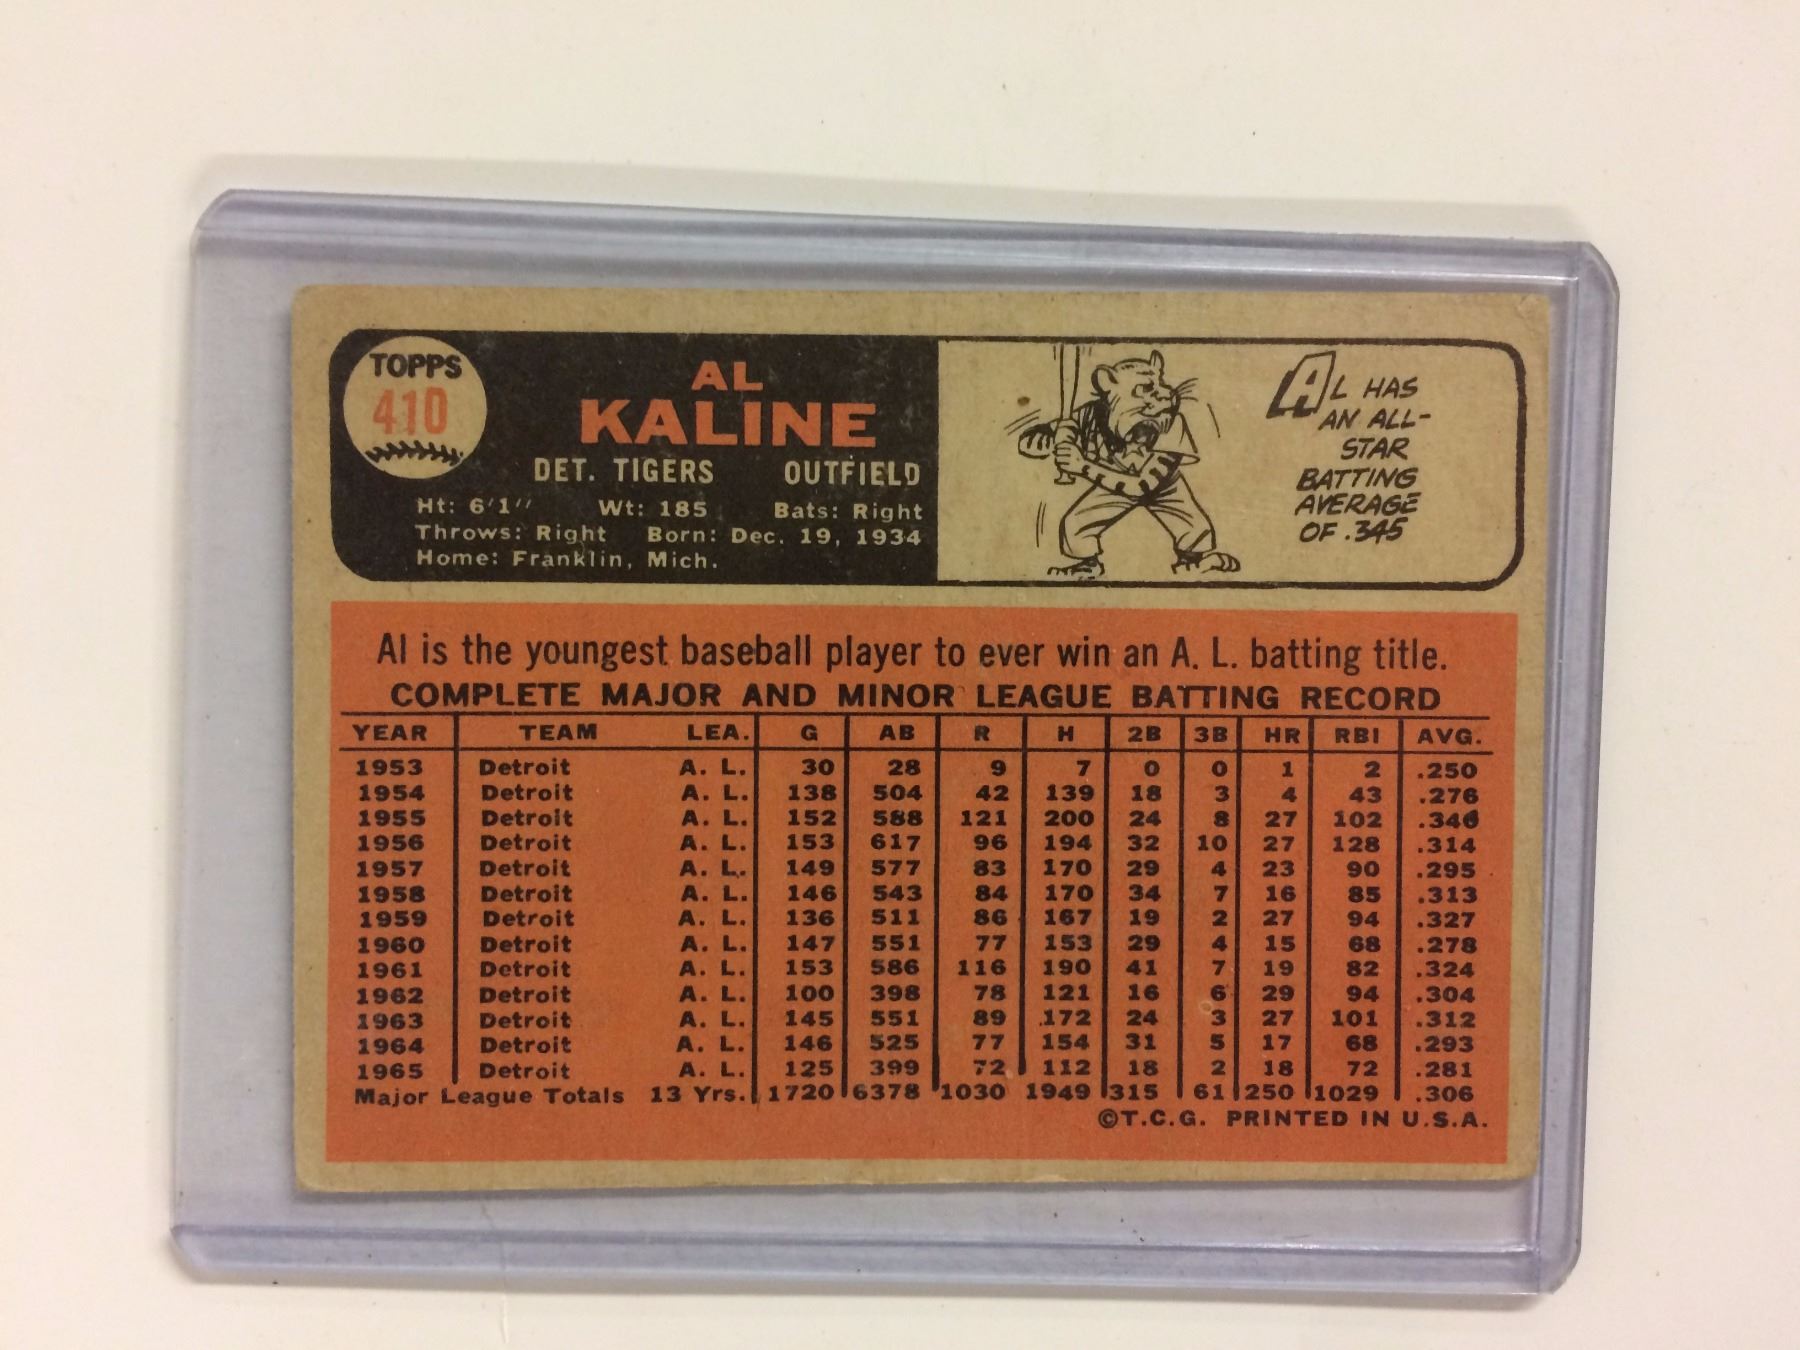 TOPPS
410
AL
KALINE
DET. TIGERS OUTFIELD
Ht: 6'1" Wt: 185 Bats: Right
Throws: Right Born: Dec. 19, 1934
Home: Franklin, Mich.
AL HAS
AN ALL-
STAR
BATTING
AVERAGE
OF .345
Al is the youngest baseball player to ever win an A. L. batting title.
COMPLETE MAJOR AND MINOR LEAGUE BATTING RECORD
YEAR TEAM LEA. G AB R H 2B 3B HR RBI AVG.
1953 Detroit A. L. 30 28 9 7 0 0 1 2 .250
1954 Detroit A. L. 138 504 42 139 18 3 4 43 .276
1955 Detroit A. L. 152 588 121 200 24 8 27 102 .340
1956 Detroit A. L. 153 617 96 194 32 10 27 128 .314
1957 Detroit A. L. 149 577 83 170 29 4 23 90 .295
1958 Detroit A. L. 146 543 84 170 34 7 16 85 .313
1959 Detroit A. L. 136 511 86 167 19 2 27 94 .327
1960 Detroit A. L. 147 551 77 153 29 4 15 68 .278
1961 Detroit A. L. 153 586 116 190 41 7 19 82 .324
1962 Detroit A. L. 100 398 78 121 16 6 29 94 .304
1963 Detroit A. L. 145 551 89 172 24 3 27 101 .312
1964 Detroit A. L. 146 525 77 154 31 5 17 68 .293
1965 Detroit A. L. 125 399 72 112 18 2 18 72 .281
Major League Totals 13 Yrs. 1720 6378 1030 1949 315 61 250 1029 .306
©T.C.G. PRINTED IN U.S.A.